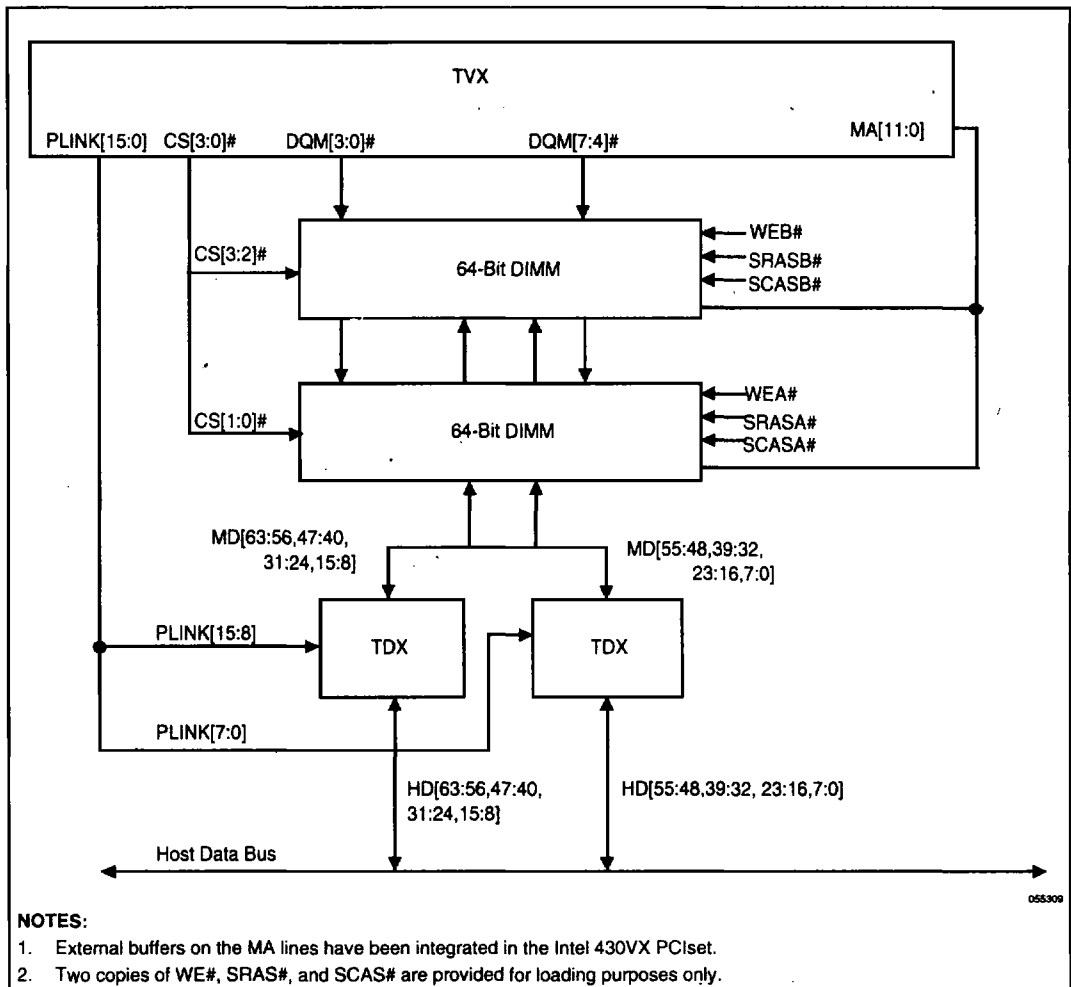 TVX
PLINK[15:0] CS[3:0]# DQM[3:0]# DQM[7:4]# MA[11:0]
WEB#
CS[3:2]#
64-Bit DIMM
SRASB#
SCASB#
WEA#
CS[1:0]#
64-Bit DIMM
SRASA#
SCASA#
MD[63:56,47:40,
31:24,15:8]
MD[55:48,39:32,
23:16,7:0]
PLINK[15:8]
TDX
TDX
PLINK[7:0]
HD[63:56,47:40,
31:24,15:8]
HD[55:48,39:32, 23:16,7:0]
Host Data Bus
055309
NOTES:
1. External buffers on the MA lines have been integrated in the Intel 430VX PCIset.
2. Two copies of WE#, SRAS#, and SCAS# are provided for loading purposes only.